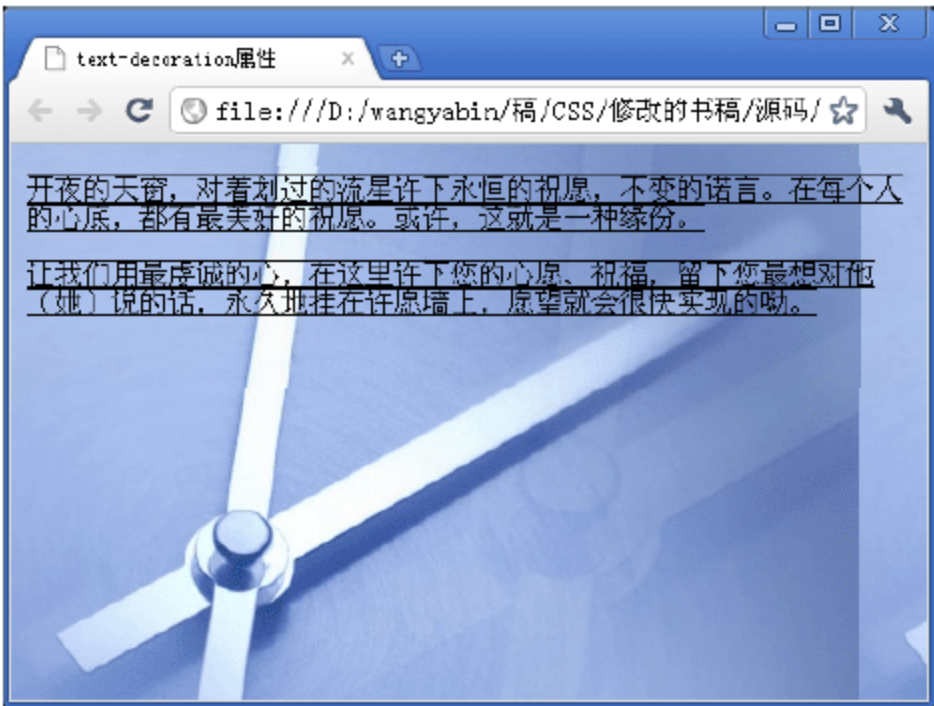 text-decoration属性
file:///D:/wangyabin/稿/CSS/修改的书稿/源码/
开夜的天窗，对着划过的流星许下永恒的祝愿，不变的诺言。在每个人
的心底，都有最美好的祝愿。或许，这就是一种缘份。
让我们用最虔诚的心，在这里许下您的心愿、祝福，留下您最想对他
（她）说的话，永久地挂在许愿墙上，愿望就会很快实现的呦。